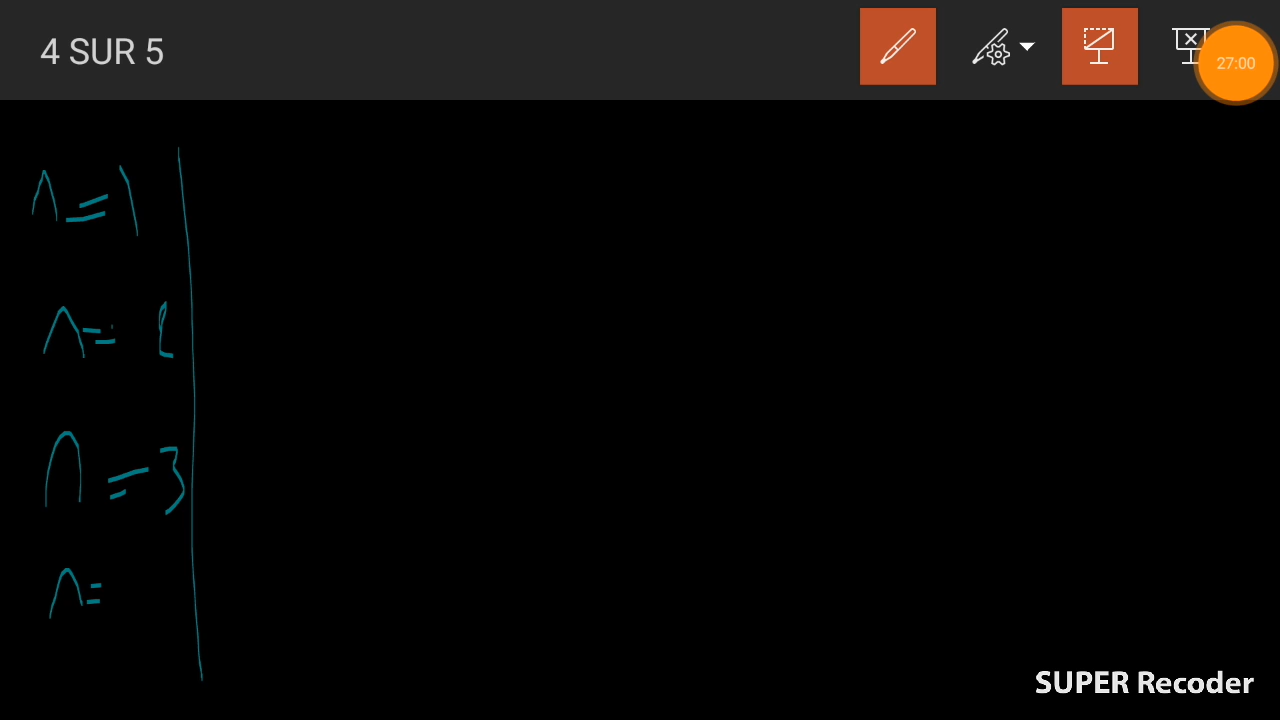 4 SUR 5
27:00
n=1
n= 2
n=3
n=
SUPER Recoder